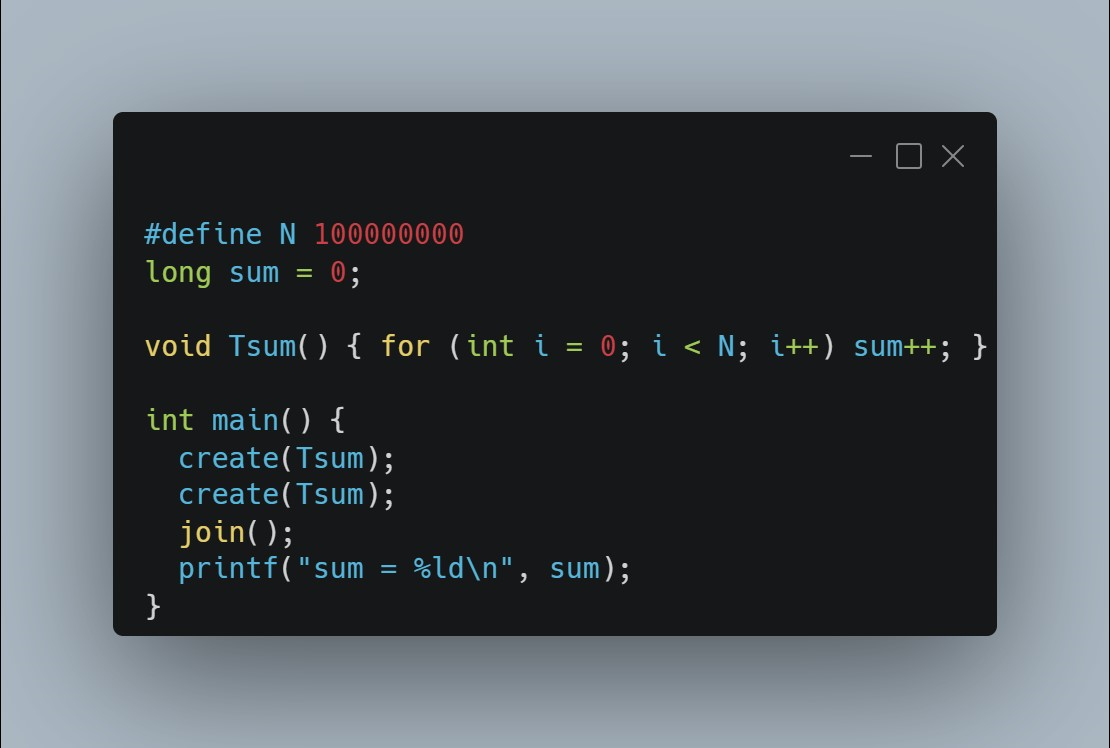 #define N 100000000
long sum = 0;
void Tsum() { for (int i = 0; i < N; i++) sum++; }
int main() {
  create(Tsum);
  create(Tsum);
  join();
  printf("sum = %ld\n", sum);
}